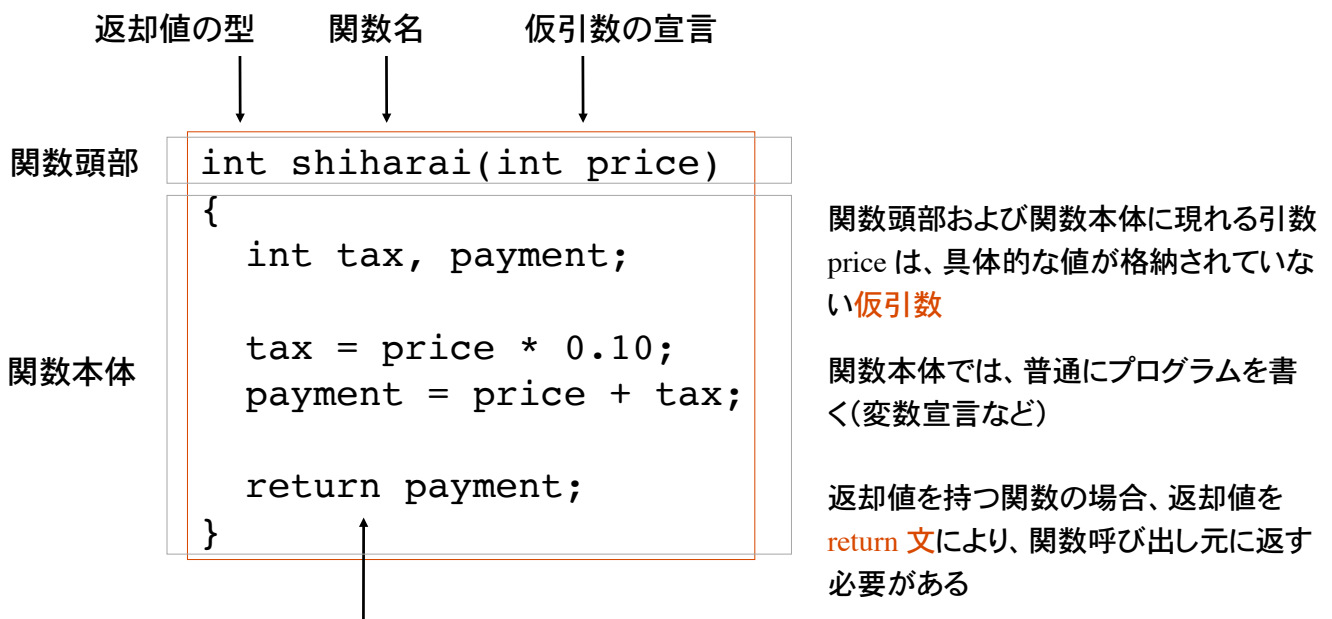 返却値の型 関数名 仮引数の宣言
関数頭部
int shiharai(int price)
{
int tax, payment;
tax = price * 0.10;
payment = price + tax;
return payment;
}
関数本体
関数頭部および関数本体に現れる引数
price は、具体的な値が格納されていな
い仮引数
関数本体では、普通にプログラムを書
く(変数宣言など)
返却値を持つ関数の場合、返却値を
return 文により、関数呼び出し元に返す
必要がある